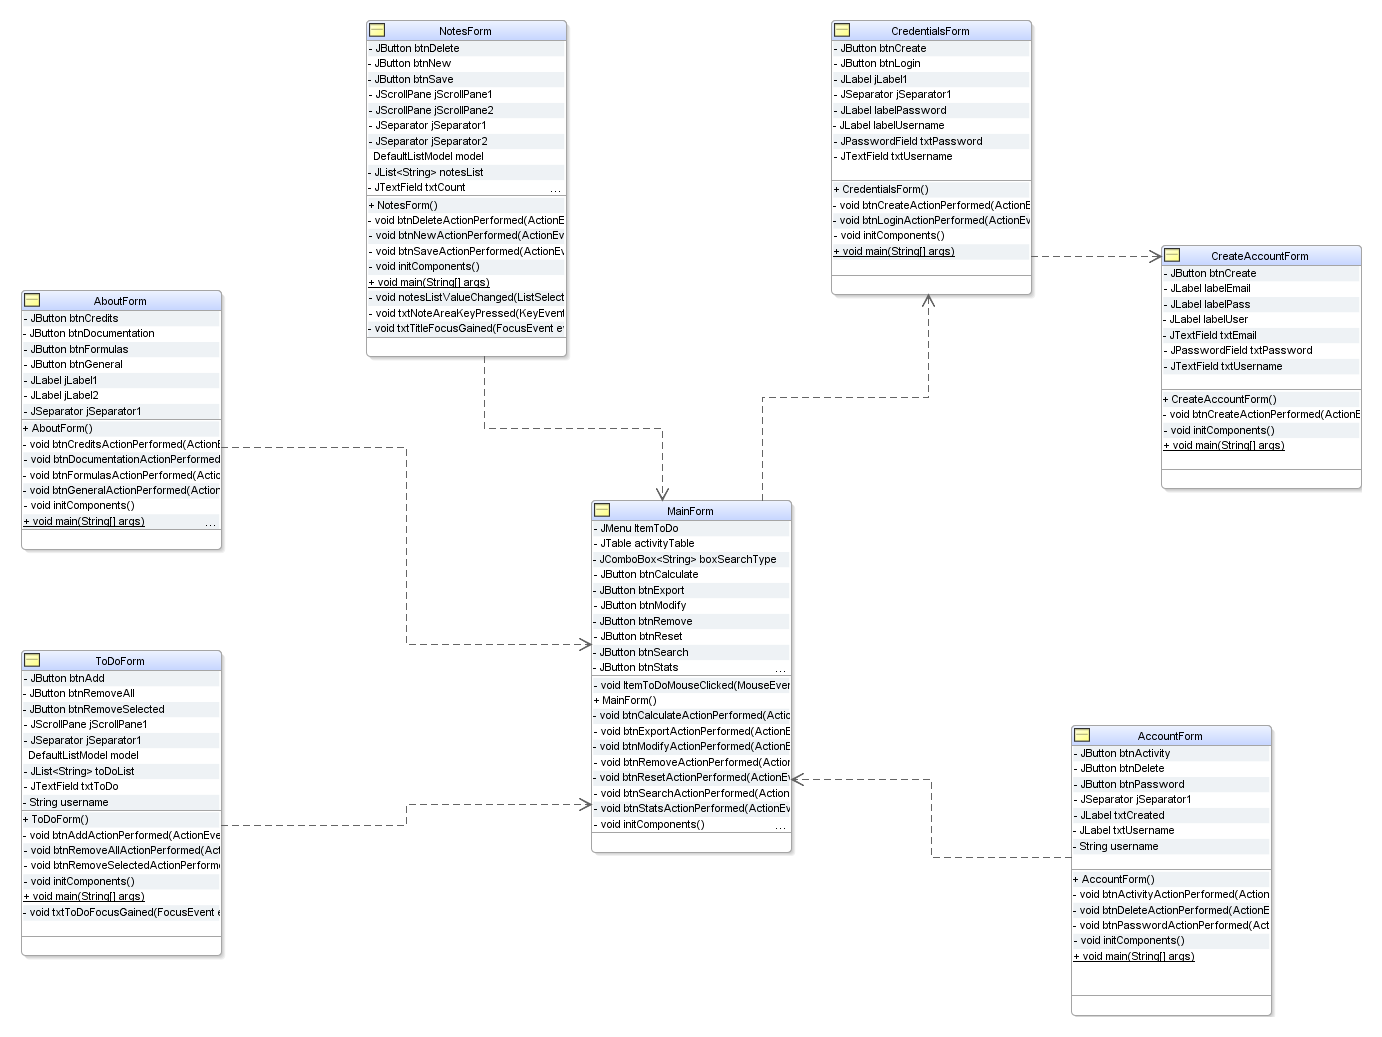 NotesForm
- JButton btnDelete
- JButton btnNew
- JButton btnSave
- JScrollPane jScrollPane1
- JScrollPane jScrollPane2
- JSeparator jSeparator1
- JSeparator jSeparator2
DefaultListModel model
- JList<String> notesList
- JTextField txtCount ...
+ NotesForm()
- void btnDeleteActionPerformed(ActionE
- void btnNewActionPerformed(ActionEv
- void btnSaveActionPerformed(ActionEv
- void initComponents()
+ void main(String[] args)
- void notesListValueChanged(ListSelect
- void txtNoteAreaKeyPressed(KeyEvent
- void txtTitleFocusGained(FocusEvent e
CredentialsForm
- JButton btnCreate
- JButton btnLogin
- JLabel jLabel1
- JSeparator jSeparator1
- JLabel labelPassword
- JLabel labelUsername
- JPasswordField txtPassword
- JTextField txtUsername
+ CredentialsForm()
- void btnCreateActionPerformed(ActionE
- void btnLoginActionPerformed(ActionEv
- void initComponents()
+ void main(String[] args)
CreateAccountForm
- JButton btnCreate
- JLabel labelEmail
- JLabel labelPass
- JLabel labelUser
- JTextField txtEmail
- JPasswordField txtPassword
- JTextField txtUsername
+ CreateAccountForm()
- void btnCreateActionPerformed(ActionE
- void initComponents()
+ void main(String[] args)
AboutForm
- JButton btnCredits
- JButton btnDocumentation
- JButton btnFormulas
- JButton btnGeneral
- JLabel jLabel1
- JLabel jLabel2
- JSeparator jSeparator1
+ AboutForm()
- void btnCreditsActionPerformed(ActionE
- void btnDocumentationActionPerformed
- void btnFormulasActionPerformed(Actic
- void btnGeneralActionPerformed(Action
- void initComponents()
+ void main(String[] args) ...
MainForm
- JMenu ItemToDo
- JTable activityTable
- JComboBox<String> boxSearchType
- JButton btnCalculate
- JButton btnExport
- JButton btnModify
- JButton btnRemove
- JButton btnReset
- JButton btnSearch
- JButton btnStats ...
- void ItemToDoMouseClicked(MouseEver
+ MainForm()
- void btnCalculateActionPerformed(Actic
- void btnExportActionPerformed(ActionE
- void btnModifyActionPerformed(ActionE
- void btnRemoveActionPerformed(Action
- void btnResetActionPerformed(ActionEv
- void btnSearchActionPerformed(Action
- void btnStatsActionPerformed(ActionEv
- void initComponents() ...
ToDoForm
- JButton btnAdd
- JButton btnRemoveAll
- JButton btnRemoveSelected
- JScrollPane jScrollPane1
- JSeparator jSeparator1
DefaultListModel model
- JList<String> toDoList
- JTextField txtToDo
- String username
+ ToDoForm()
- void btnAddActionPerformed(ActionEve
- void btnRemoveAllActionPerformed(Act
- void btnRemoveSelectedActionPerform
- void initComponents()
+ void main(String[] args)
- void txtToDoFocusGained(FocusEvent e
AccountForm
- JButton btnActivity
- JButton btnDelete
- JButton btnPassword
- JSeparator jSeparator1
- JLabel txtCreated
- JLabel txtUsername
- String username
+ AccountForm()
- void btnActivityActionPerformed(Action
- void btnDeleteActionPerformed(ActionE
- void btnPasswordActionPerformed(Act
- void initComponents()
+ void main(String[] args)